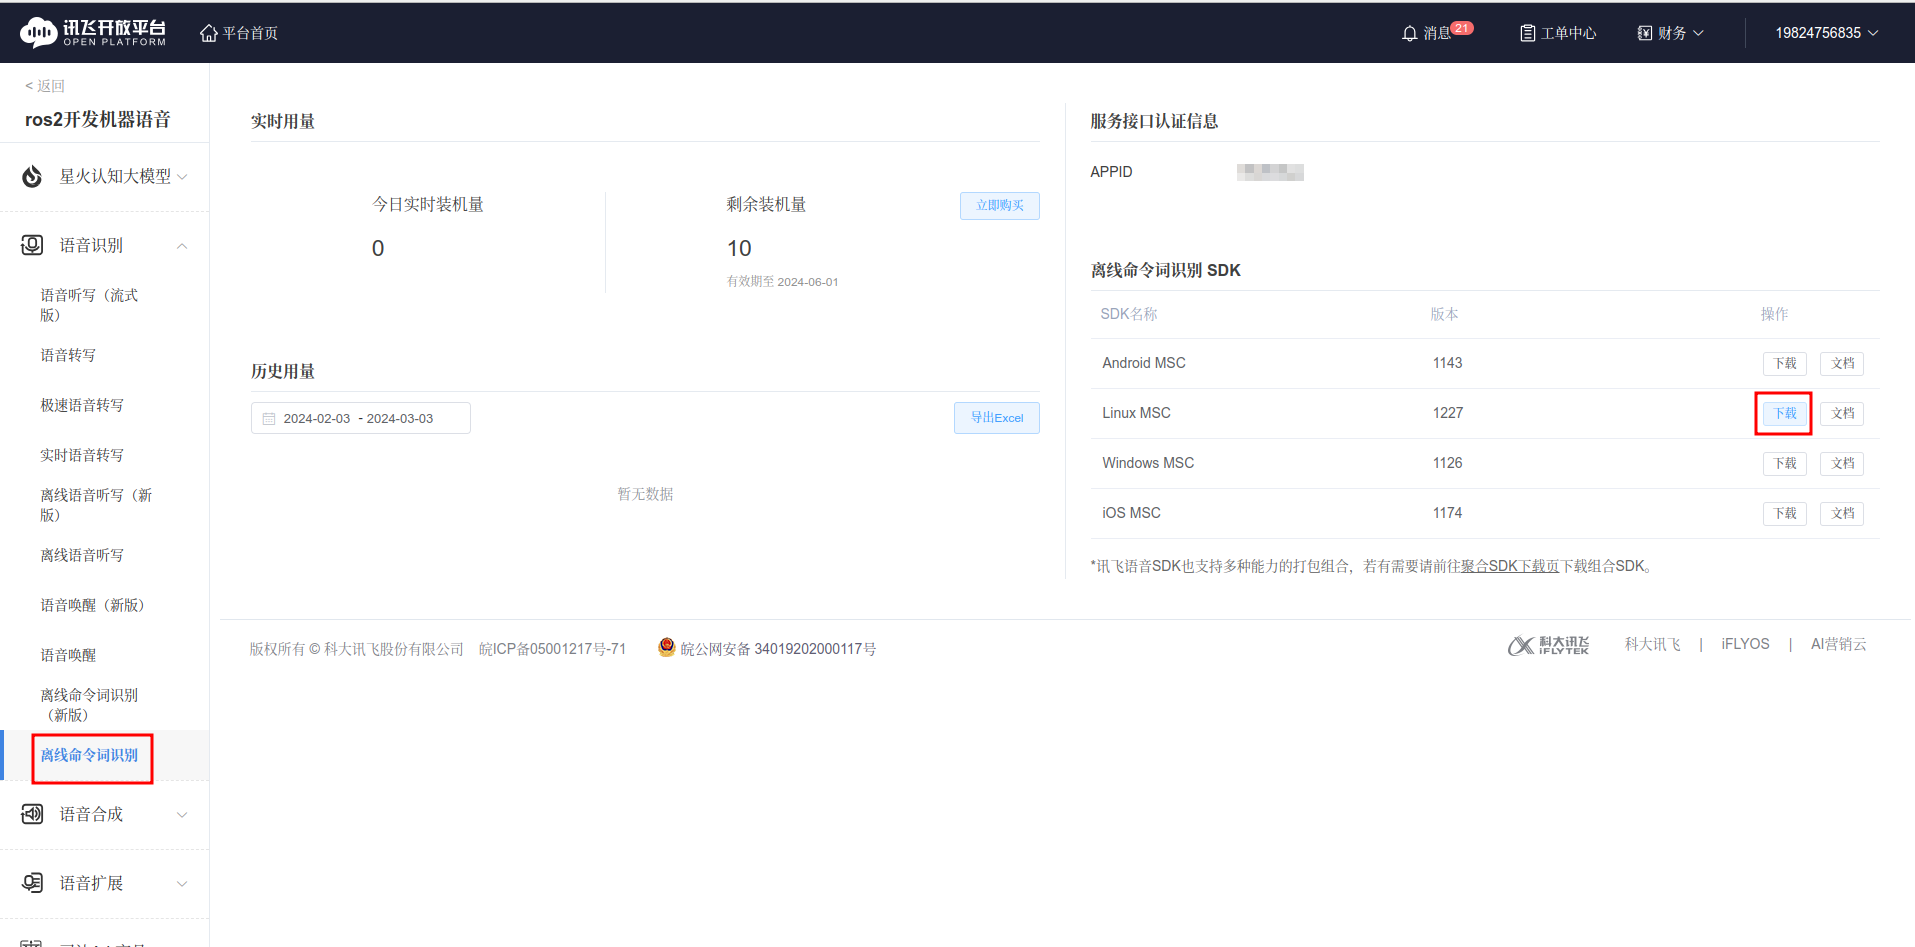 讯飞开放平台
OPEN PLATFORM
平台首页
消息 21
工单中心
财务
19824756835
< 返回
ros2开发机器语音
星火认知大模型
语音识别
语音听写（流式
版）
语音转写
极速语音转写
实时语音转写
离线语音听写（新
版）
离线语音听写
语音唤醒（新版）
语音唤醒
离线命令词识别
（新版）
离线命令词识别
语音合成
语音扩展
实时用量
今日实时装机量
0
剩余装机量
10
有效期至 2024-06-01
立即购买
历史用量
2024-02-03 - 2024-03-03
导出Excel
暂无数据
服务接口认证信息
APPID
离线命令词识别 SDK
SDK名称 版本 操作
Android MSC 1143 下载 文档
Linux MSC 1227 下载 文档
Windows MSC 1126 下载 文档
iOS MSC 1174 下载 文档
*讯飞语音SDK也支持多种能力的打包组合，若有需要请前往聚合SDK下载页下载组合SDK。
版权所有 © 科大讯飞股份有限公司 皖ICP备05001217号-71 皖公网安备 34019202000117号
科大讯飞
iFLYTEK
科大讯飞 | iFLYOS | AI营销云